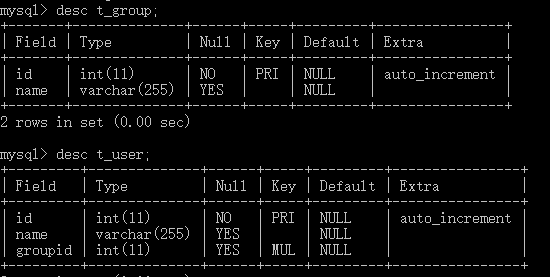 mysql> desc t_group;
+-------+--------------+------+-----+---------+----------------+
| Field | Type         | Null | Key | Default | Extra          |
+-------+--------------+------+-----+---------+----------------+
| id    | int(11)      | NO   | PRI | NULL    | auto_increment |
| name  | varchar(255) | YES  |     | NULL    |                |
+-------+--------------+------+-----+---------+----------------+
2 rows in set (0.00 sec)
mysql> desc t_user;
+---------+--------------+------+-----+---------+----------------+
| Field   | Type         | Null | Key | Default | Extra          |
+---------+--------------+------+-----+---------+----------------+
| id      | int(11)      | NO   | PRI | NULL    | auto_increment |
| name    | varchar(255) | YES  |     | NULL    |                |
| groupid | int(11)      | YES  | MUL | NULL    |                |
+---------+--------------+------+-----+---------+----------------+